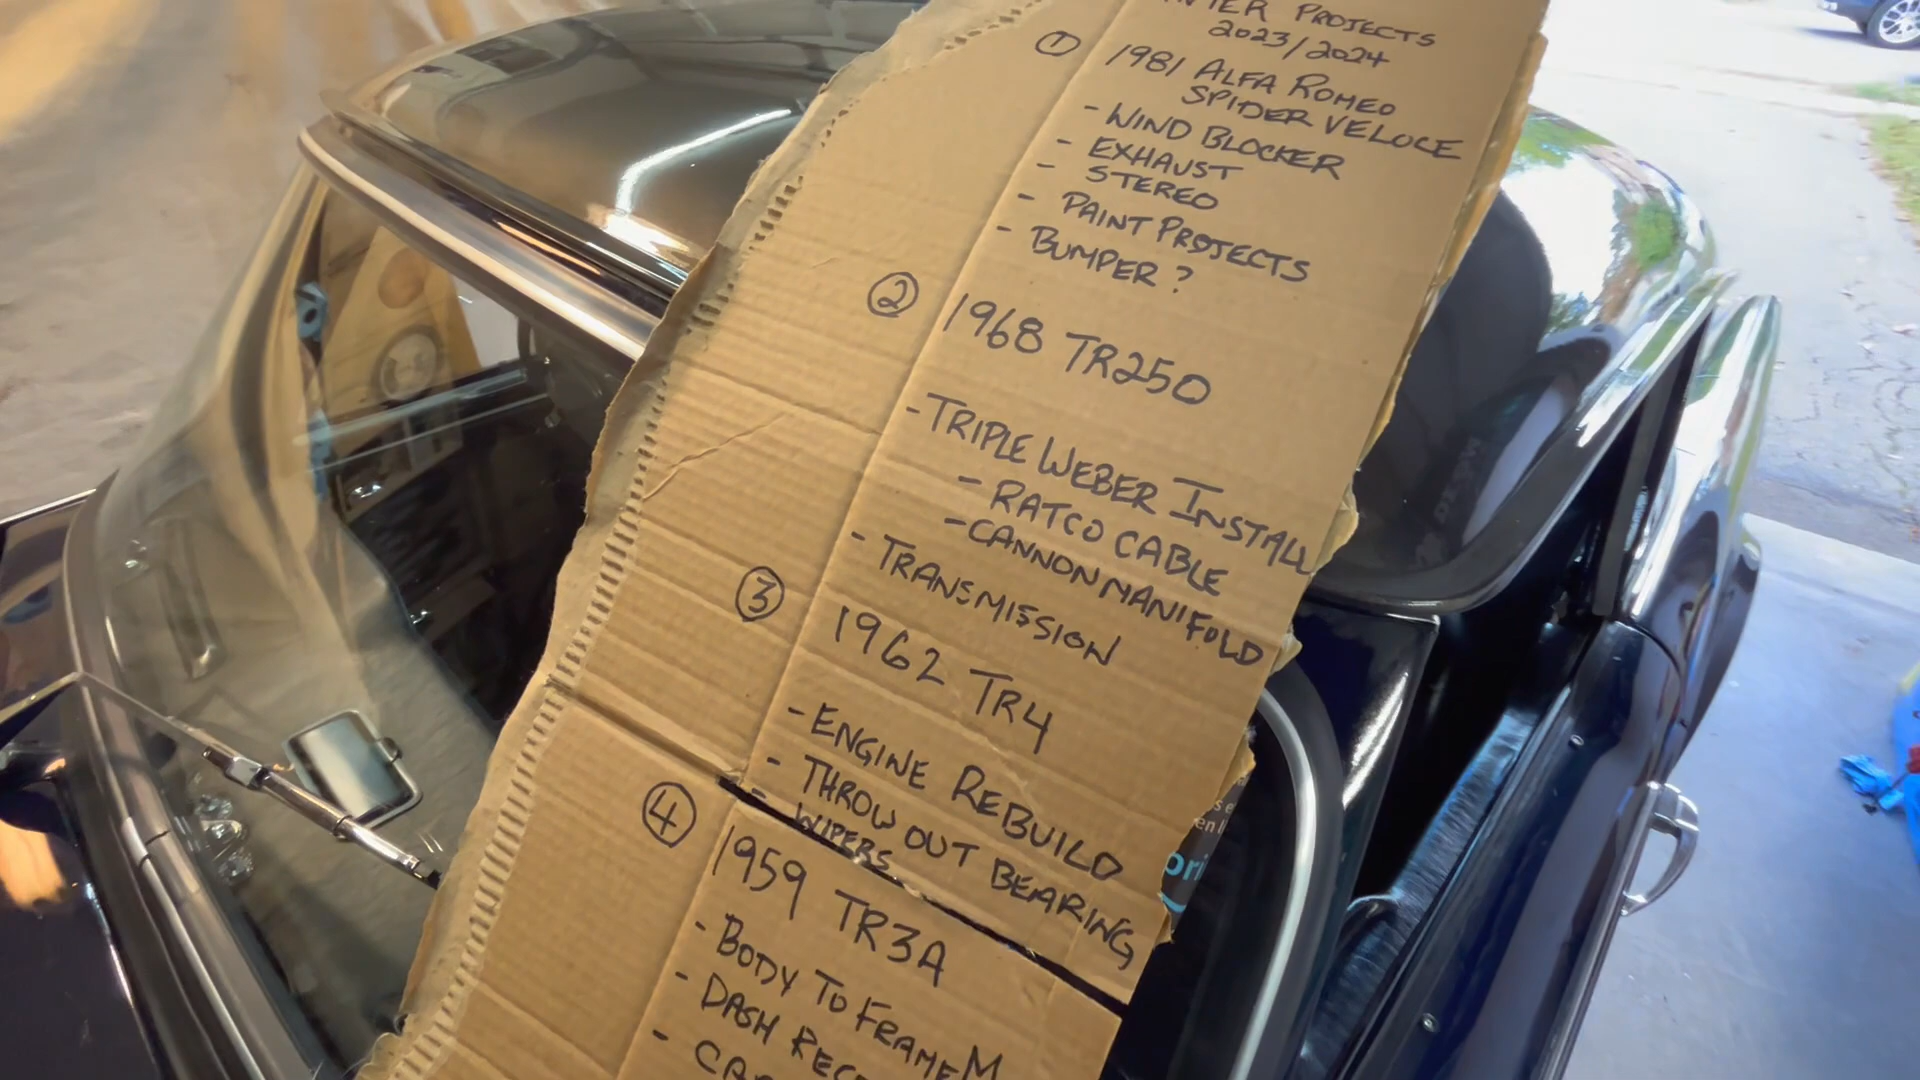 PROJECTS
2023/2024
① 1981 ALFA ROMEO
SPIDER VELOCE
- WIND BLOCKER
- EXHAUST
- STEREO
- PAINT PROJECTS
- BUMPER?
② 1968 TR250
- TRIPLE WEBER INSTALL
- RATCO CABLE
- CANNON MANIFOLD
- TRANSMISSION
③ 1962 TR4
- ENGINE REBUILD
- THROW OUT BEARING
- WIPERS
④ 1959 TR3A
- BODY TO FRAME M
- DASH